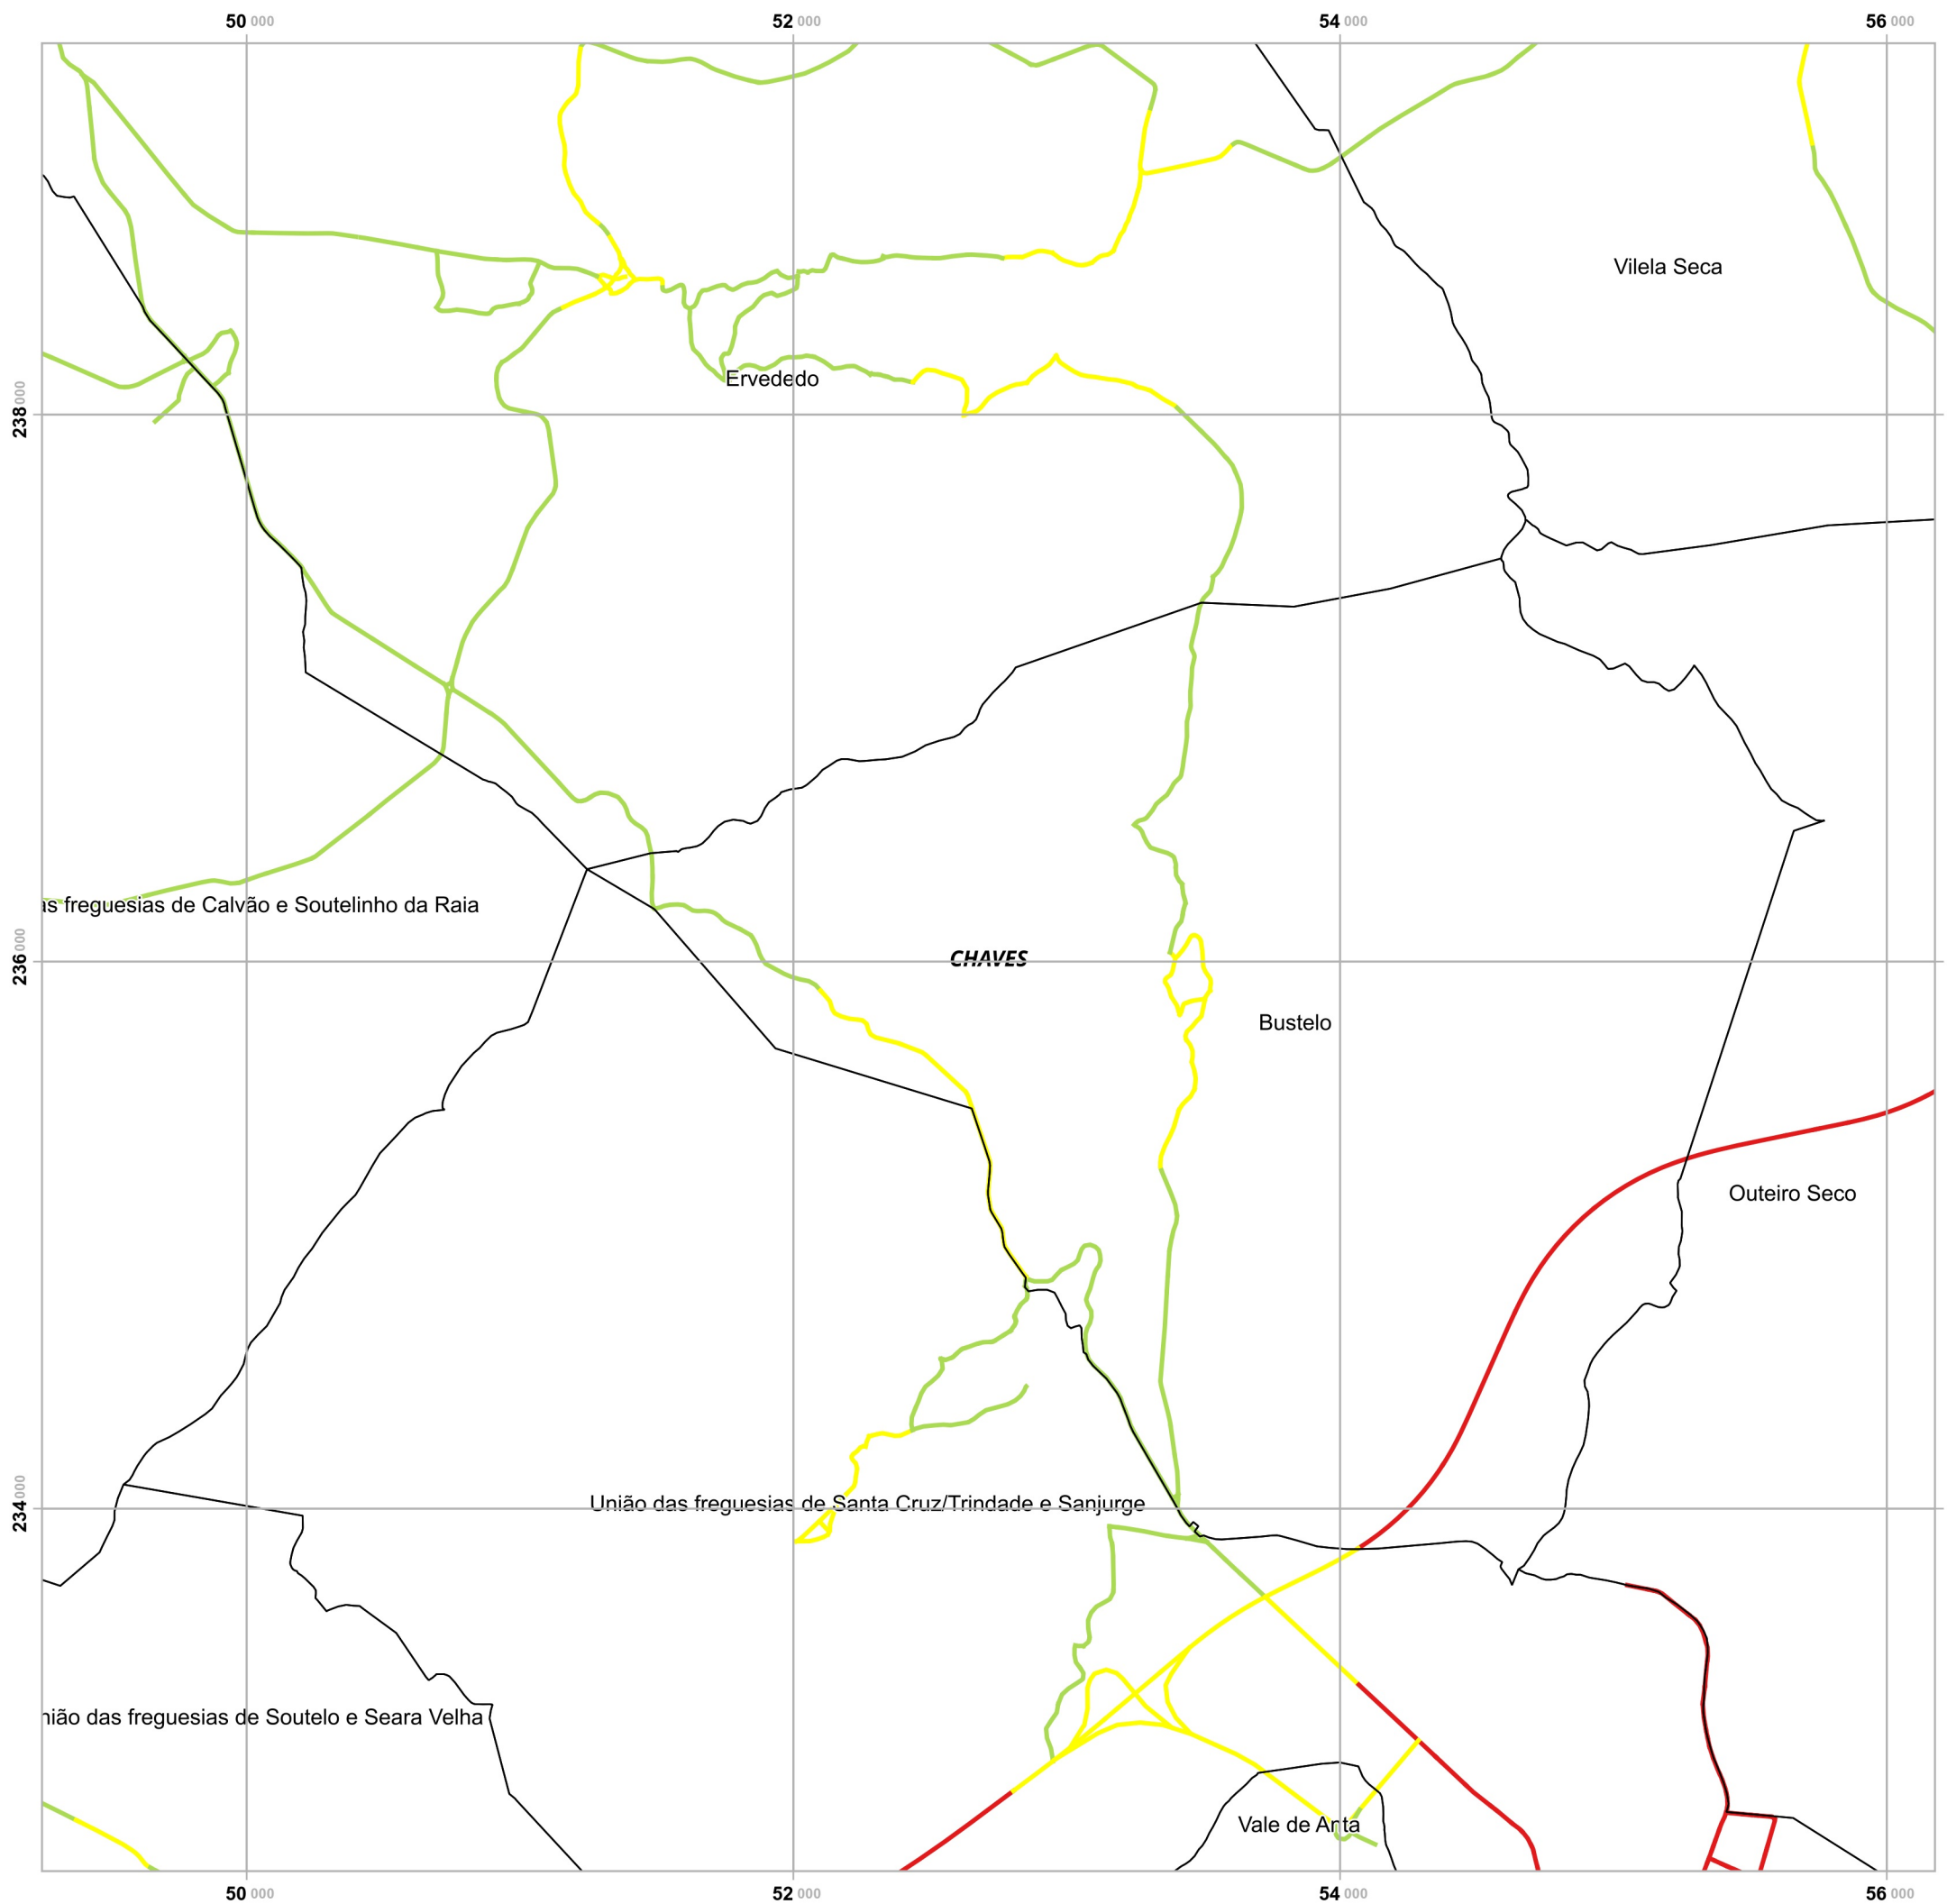 50 000
52 000
54 000
56 000
Vilela Seca
Ervededo
238 000
as freguesias de Calvão e Soutelinho da Raia
CHAVES
236 000
Bustelo
Outeiro Seco
União das freguesias de Santa Cruz/Trindade e Sanjurge
234 000
nião das freguesias de Soutelo e Seara Velha
Vale de Anta
50 000
52 000
54 000
56 000